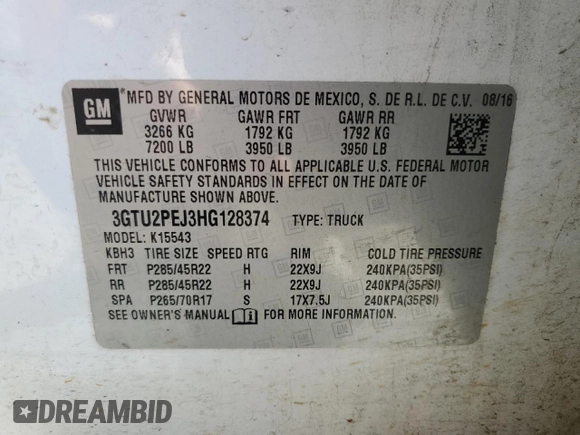 GM
*MFD BY GENERAL MOTORS DE MEXICO, S. DE R.L. DE C.V. 08/16
GVWR GAWR FRT GAWR RR
3266 KG 1792 KG 1792 KG
7200 LB 3950 LB 3950 LB
THIS VEHICLE CONFORMS TO ALL APPLICABLE U.S. FEDERAL MOTOR
VEHICLE SAFETY STANDARDS IN EFFECT ON THE DATE OF
MANUFACTURE SHOWN ABOVE.
3GTU2PEJ3HG128374 TYPE: TRUCK
MODEL: K15543
KBH3 TIRE SIZE SPEED RTG RIM COLD TIRE PRESSURE
FRT P285/45R22 H 22X9J 240KPA(35PSI)
RR P285/45R22 H 22X9J 240KPA(35PSI)
SPA P265/70R17 S 17X7.5J 240KPA(35PSI)
SEE OWNER'S MANUAL FOR MORE INFORMATION.
DREAMBID